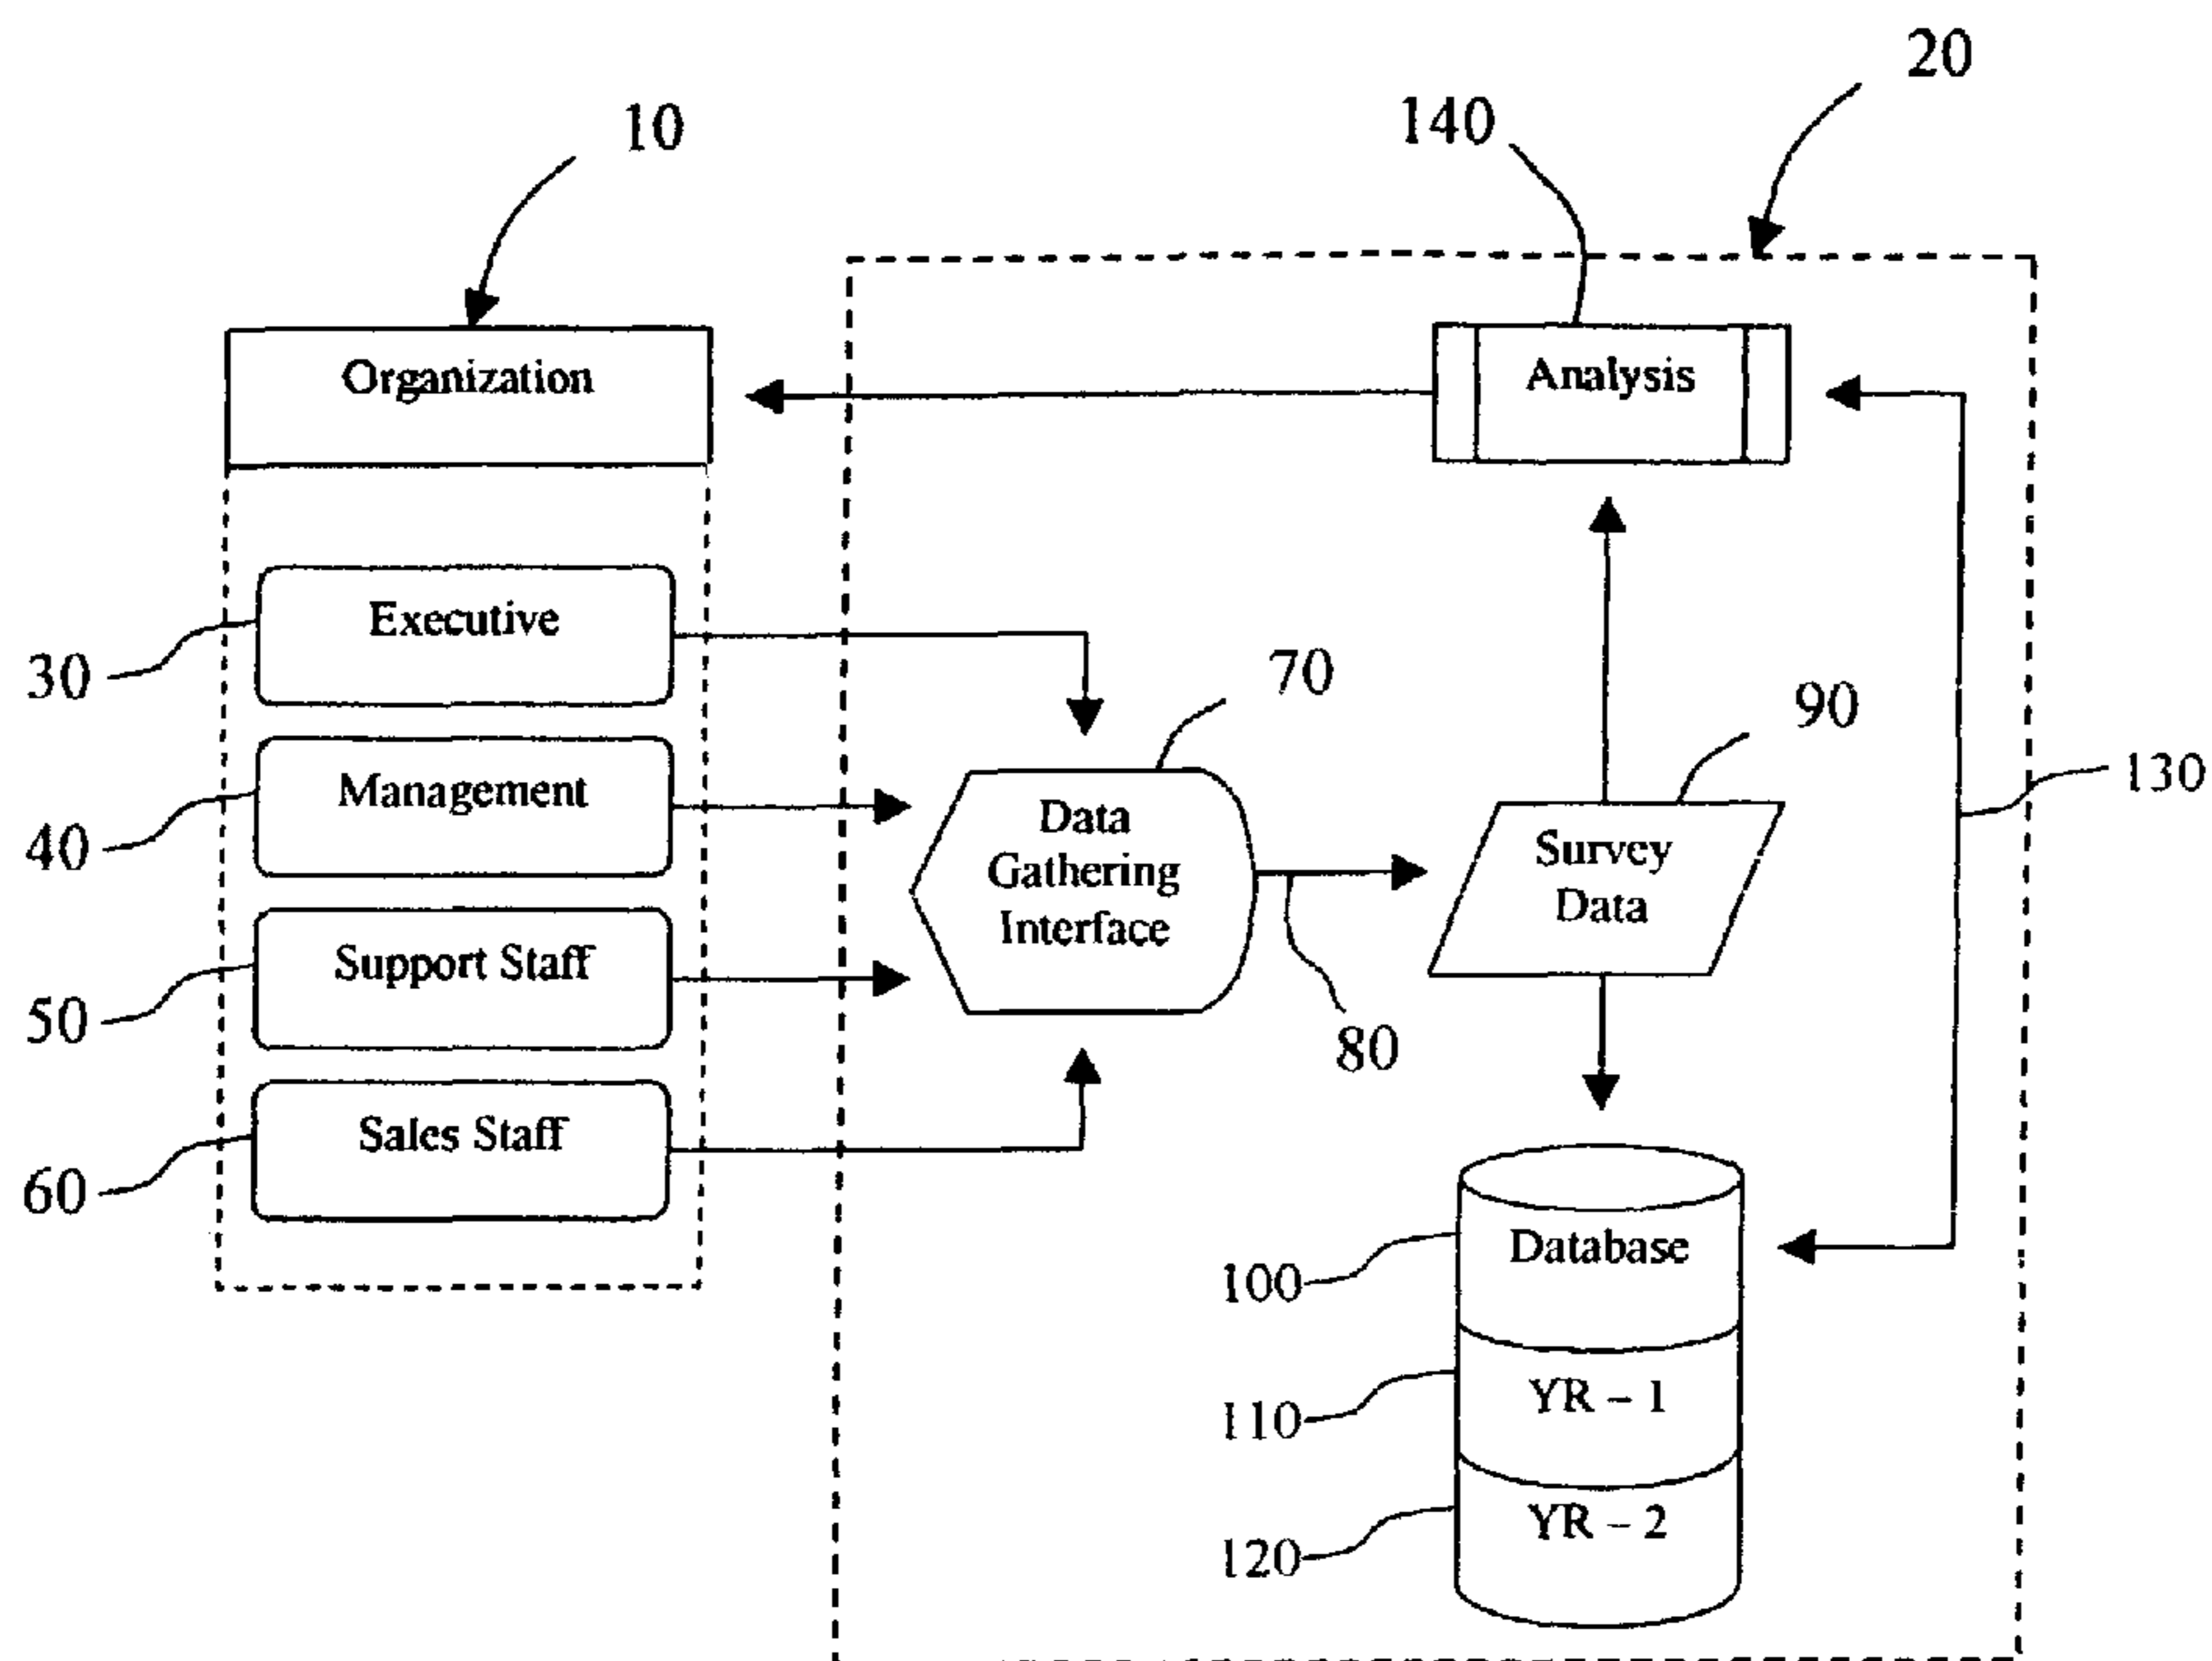 20
10
140
Organization
Analysis
Executive
30
70
90
Management
130
40
Data
Gathering
Interface
Survey
Data
Support Staff
50
80
Sales Staff
60
Database
100
YR – 1
110
YR – 2
120